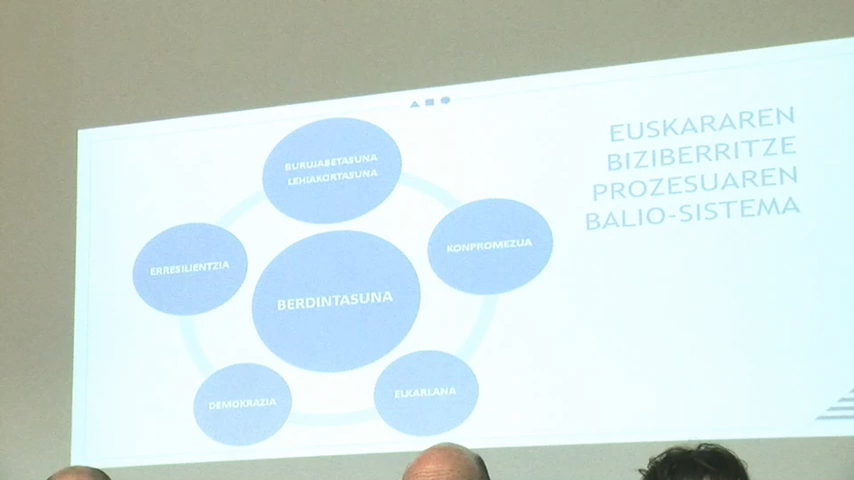 EUSKARAREN
BIZIBERRITZE
PROZESUAREN
BALIO-SISTEMA
BURUJABETASUNA
LEHIAKORTASUNA
KONPROMEZUA
ELKARLANA
DEMOKRAZIA
ERRESILIENTZIA
BERDINTASUNA